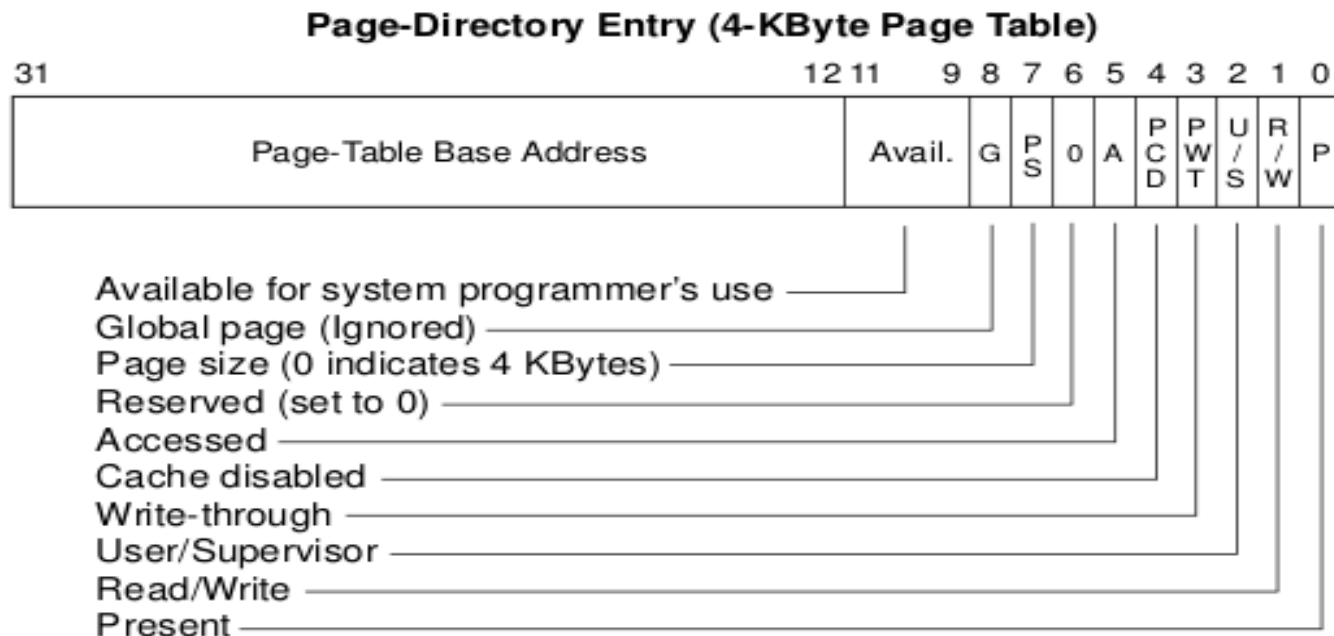 Page-Directory Entry (4-KByte Page Table)
31 12 11 9 8 7 6 5 4 3 2 1 0
Page-Table Base Address Avail. G PS 0 A PCD PWT U/S R/W P
Available for system programmer's use
Global page (Ignored)
Page size (0 indicates 4 KBytes)
Reserved (set to 0)
Accessed
Cache disabled
Write-through
User/Supervisor
Read/Write
Present